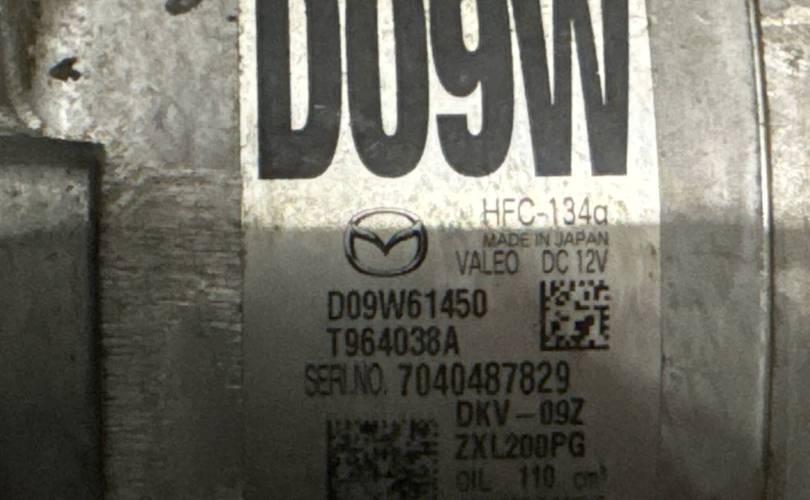 D09W
HFC-134a
MADE IN JAPAN
VALEO DC 12V
D09W61450
T964038A
SERI.NO. 7040487829
DKV-09Z
ZXL200PG
OIL 110 cm³